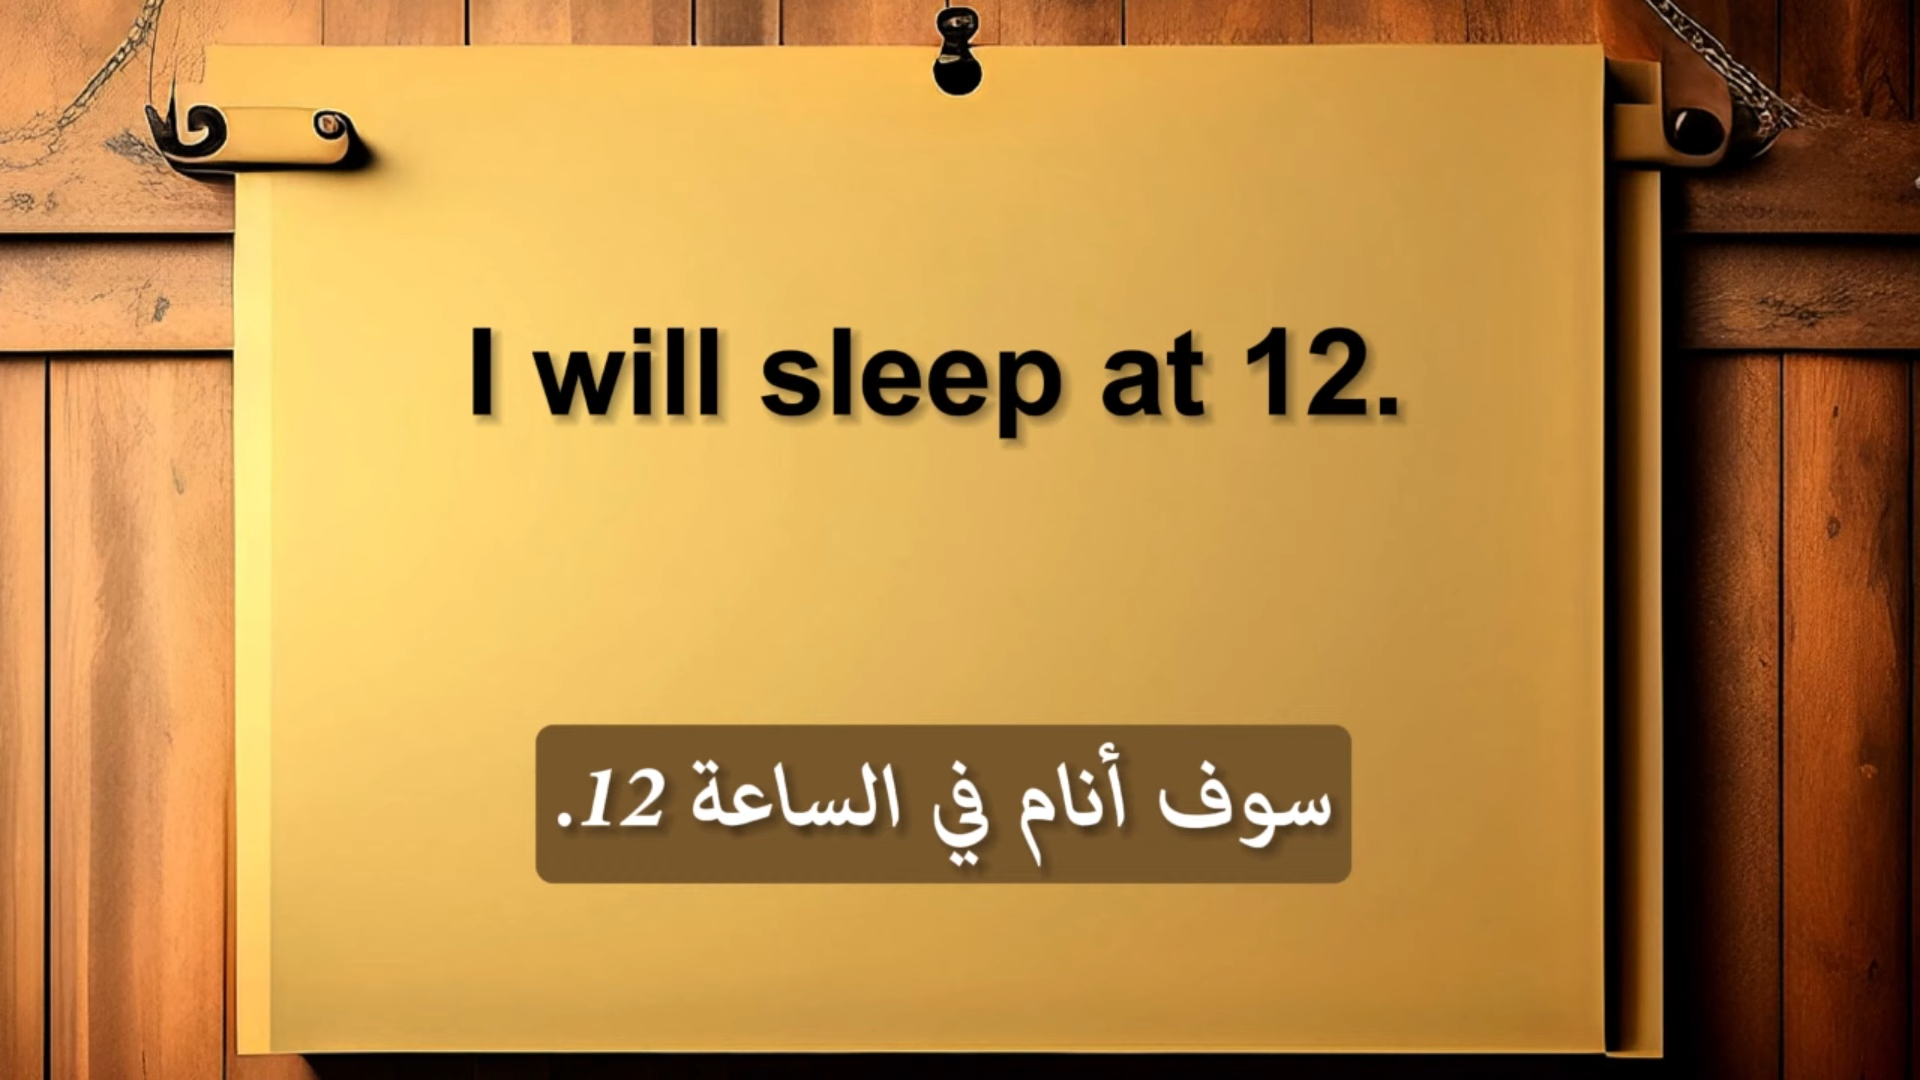 I will sleep at 12.
سوف أنام في الساعة 12.